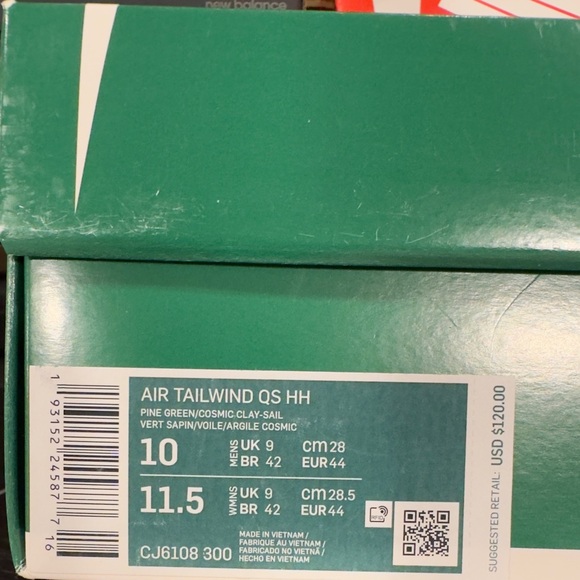 new balance
AIR TAILWIND QS HH
PINE GREEN/COSMIC CLAY-SAIL
VERT SAPIN/VOILE/ARGILE COSMIC
10 MENS UK 9 cm 28
BR 42 EUR 44
11.5 WMNS UK 9 cm 28.5
BR 42 EUR 44
CJ6108 300
MADE IN VIETNAM /
FABRIQUE AU VIETNAM /
FABRICADO NO VIETNÃ /
HECHO EN VIETNAM
1 93152 24587 7 16
SUGGESTED RETAIL: USD $120.00